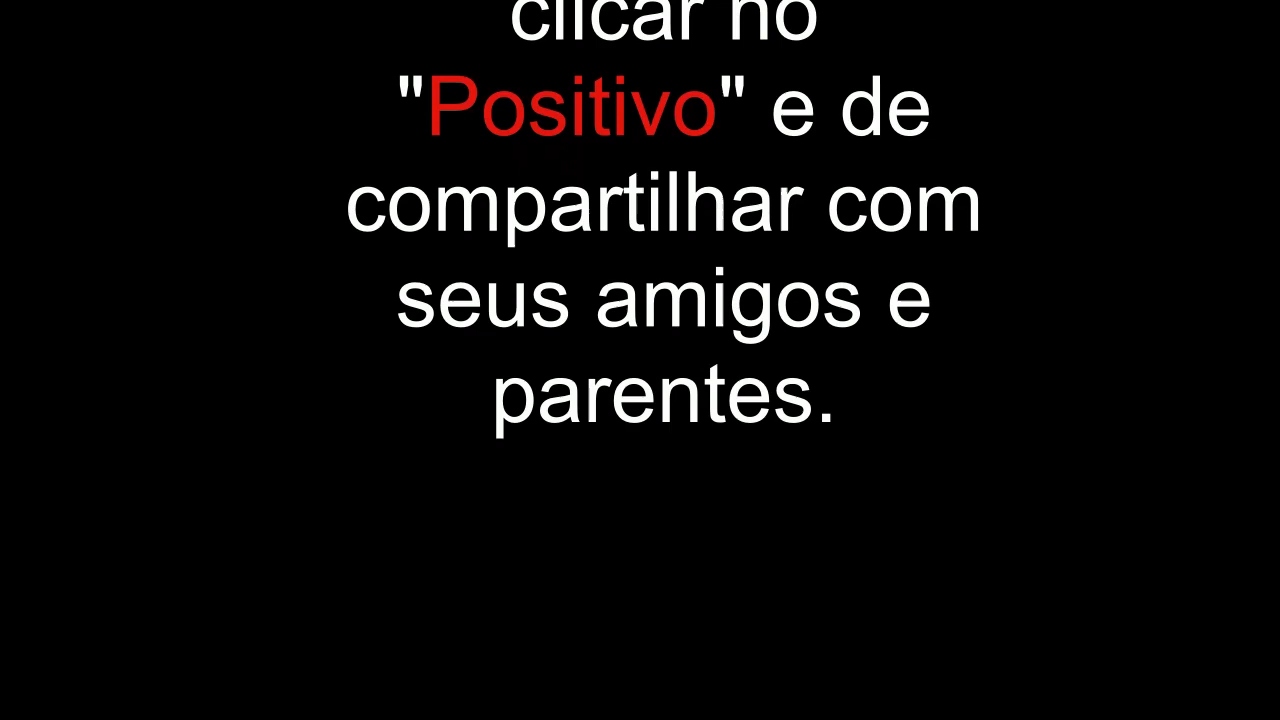 clicar no
"Positivo" e de
compartilhar com
seus amigos e
parentes.